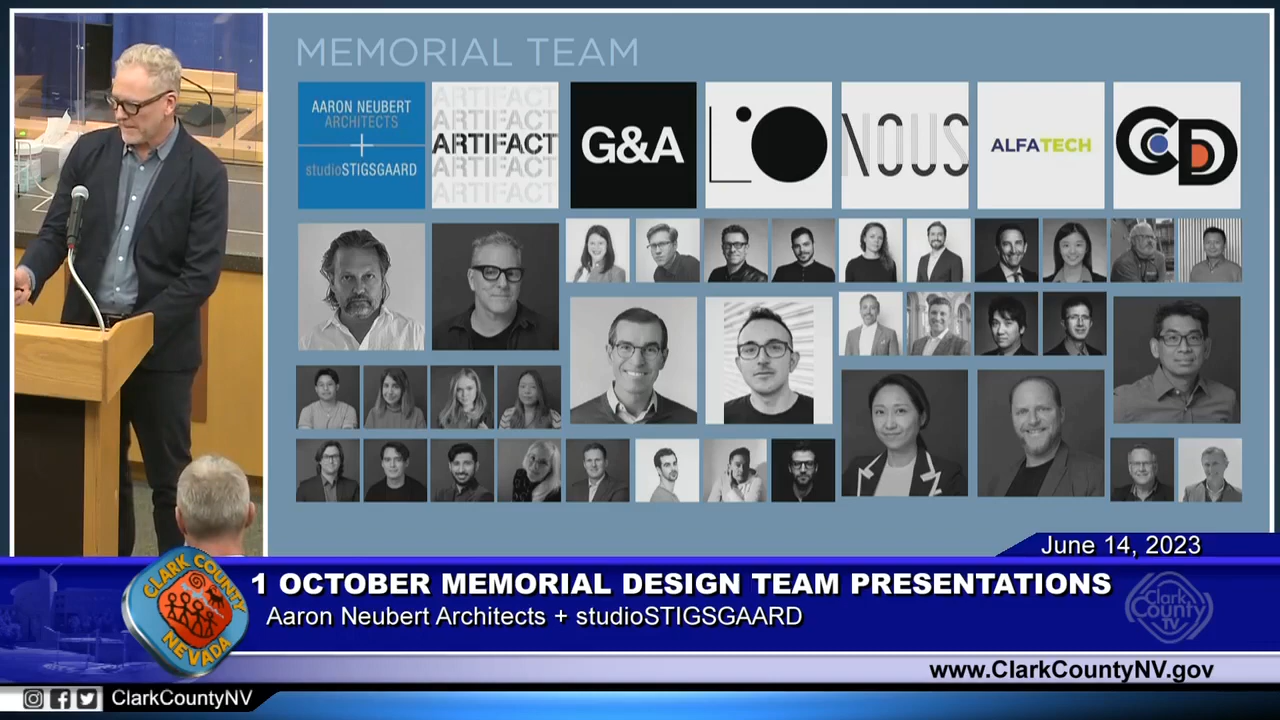 MEMORIAL TEAM
AARON NEUBERT
ARCHITECTS
+
studioSTIGSGAARD
ARTIFACT
ARTIFACT
ARTIFACT
ARTIFACT
ARTIFACT
G&A
L'O
NOUS
ALFATECH
CD
June 14, 2023
1 OCTOBER MEMORIAL DESIGN TEAM PRESENTATIONS
Aaron Neubert Architects + studioSTIGSGAARD
CLARK COUNTY
NEVADA
Clark
County
TV
www.ClarkCountyNV.gov
ClarkCountyNV